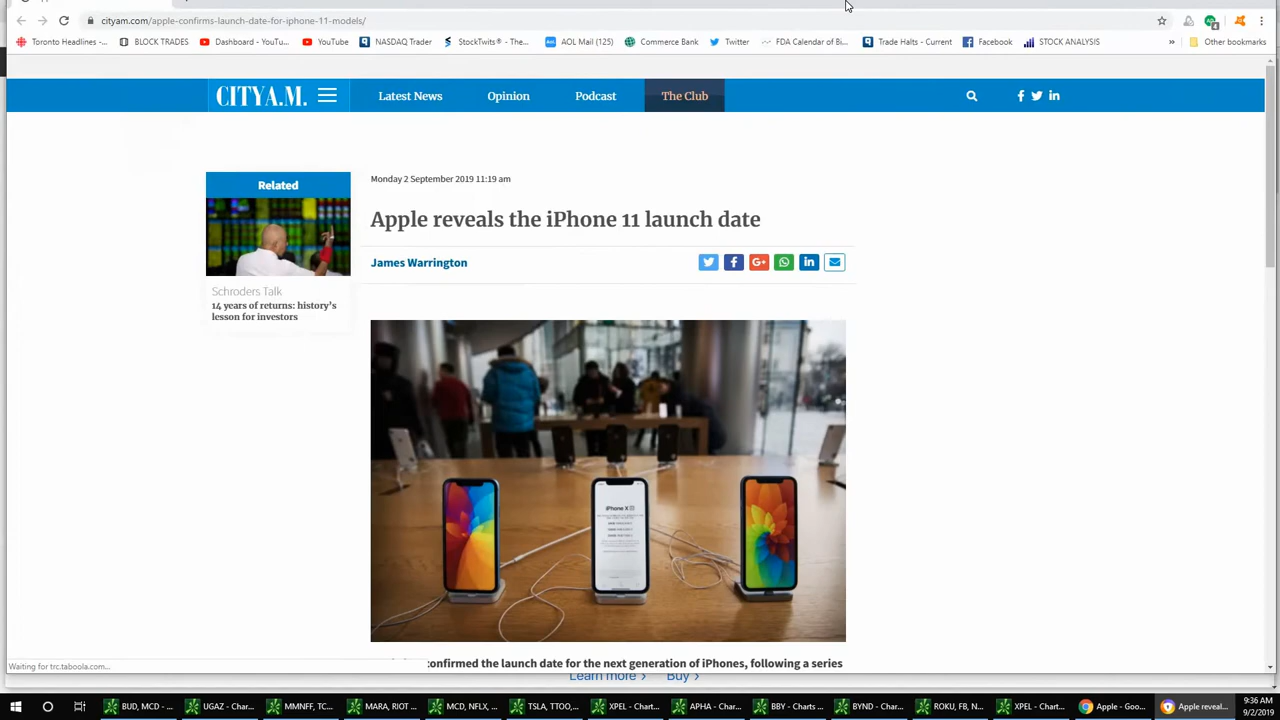 cityam.com/apple-confirms-launch-date-for-iphone-11-models/
Toronto Headlines -... BLOCK TRADES Dashboard - YouTu... YouTube NASDAQ Trader StockTwits® - The... AOL Mail (125) Commerce Bank Twitter FDA Calendar of Bi... Trade Halts - Current Facebook STOCK ANALYSIS » Other bookmarks
CITYA.M. Latest News Opinion Podcast The Club
Monday 2 September 2019 11:19 am
Related
Apple reveals the iPhone 11 launch date
James Warrington
Schroders Talk
14 years of returns: history's
lesson for investors
iPhone X
confirmed the launch date for the next generation of iPhones, following a series
Waiting for trc.taboola.com...
Learn more › Buy ›
BUD, MCD -... UGAZ - Char... MMNFF, TC... MARA, RIOT ... MCD, NFLX, ... TSLA, TTOO,... XPEL - Chart... APHA - Char... BBY - Charts ... BYND - Char... ROKU, FB, N... XPEL - Chart... Apple - Goo... Apple reveal...
9:36 AM
9/2/2019